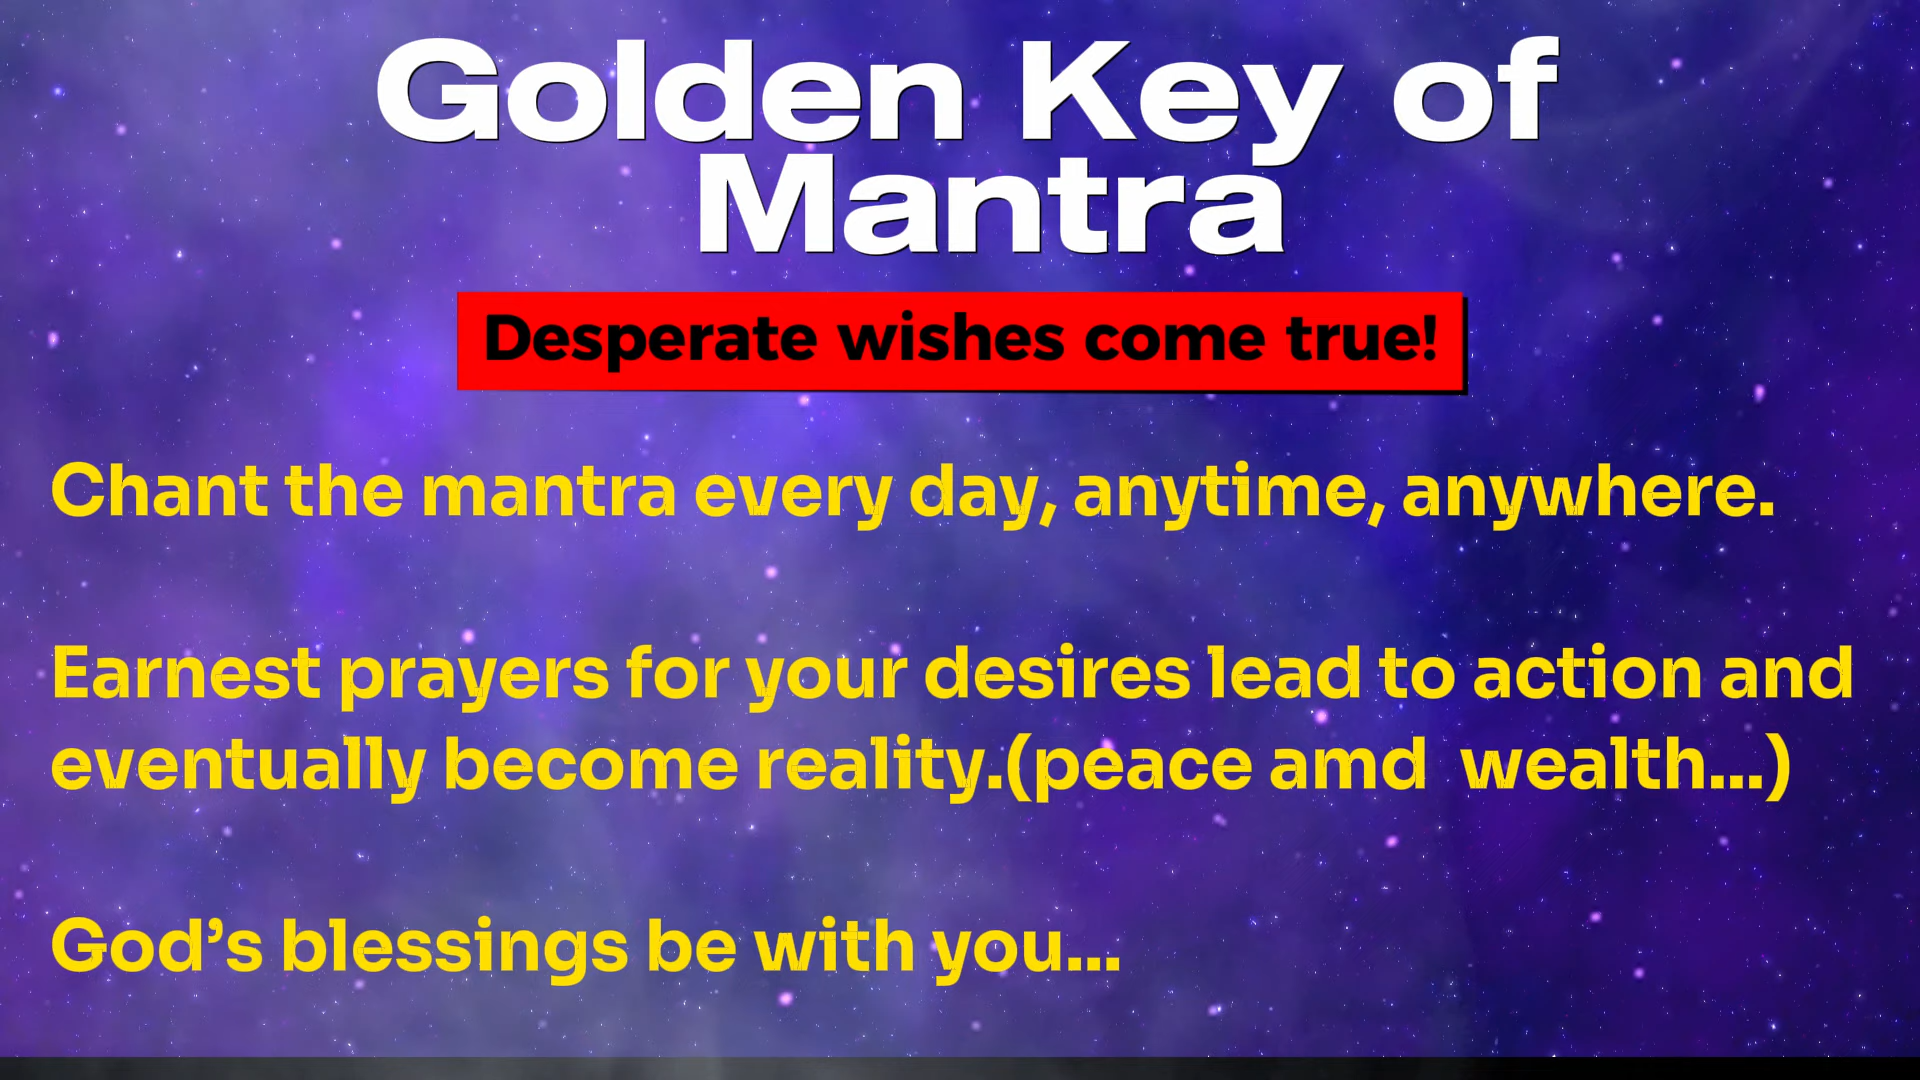 Golden Key of
Mantra
Desperate wishes come true!
Chant the mantra every day, anytime, anywhere.
Earnest prayers for your desires lead to action and
eventually become reality.(peace amd  wealth...)
God’s blessings be with you...